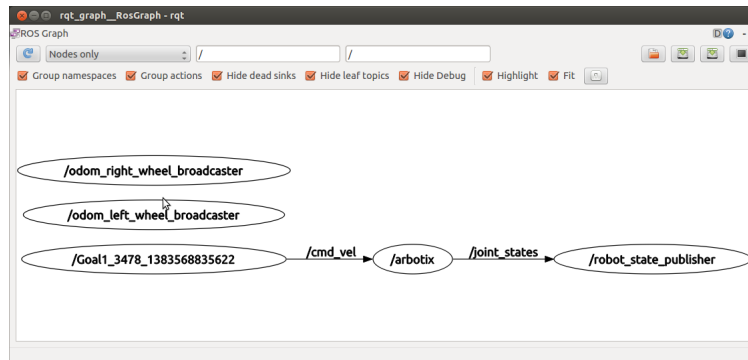 rqt_graph__RosGraph - rqt
ROS Graph
D
-
Nodes only
/
/
Group namespaces
Group actions
Hide dead sinks
Hide leaf topics
Hide Debug
Highlight
Fit
/odom_right_wheel_broadcaster
/odom_left_wheel_broadcaster
/Goal1_3478_1383568835622
/cmd_vel
/arbotix
/joint_states
/robot_state_publisher